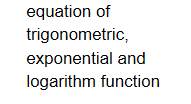 equation of
trigonometric,
exponential and
logarithm function